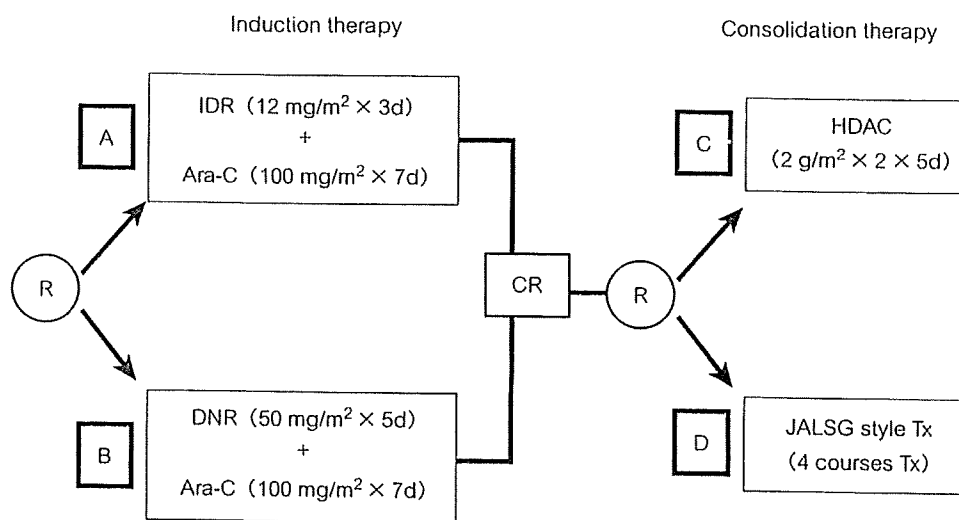 Induction therapy
Consolidation therapy
A
IDR (12 mg/m² × 3d)
+
Ara-C (100 mg/m² × 7d)
C
HDAC
(2 g/m² × 2 × 5d)
R
CR
R
B
DNR (50 mg/m² × 5d)
+
Ara-C (100 mg/m² × 7d)
D
JALSG style Tx
(4 courses Tx)